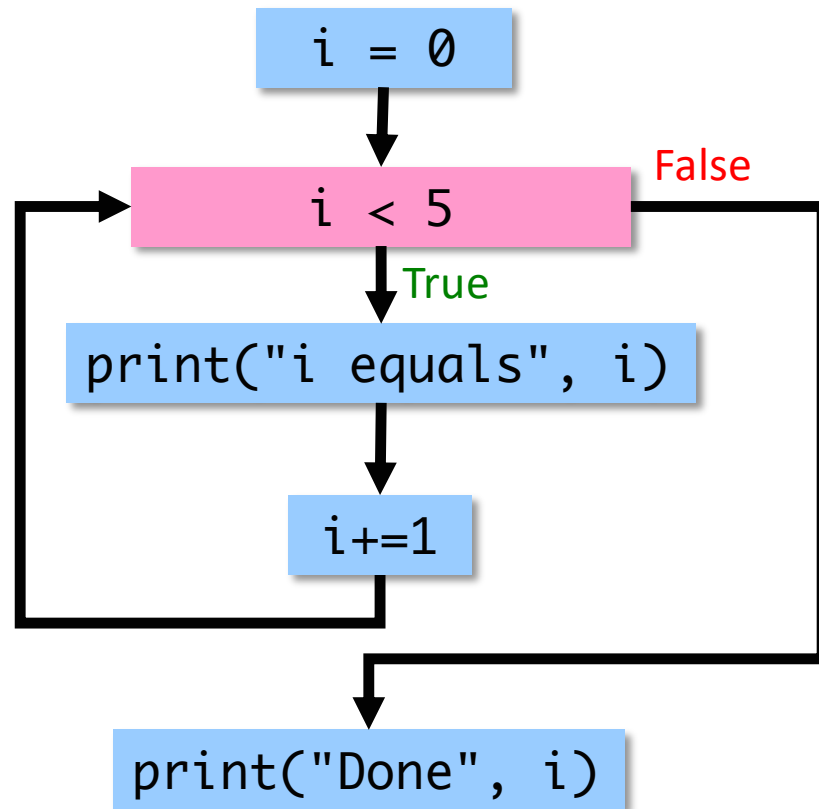 i = 0
i < 5
False
True
print("i equals", i)
i+=1
print("Done", i)